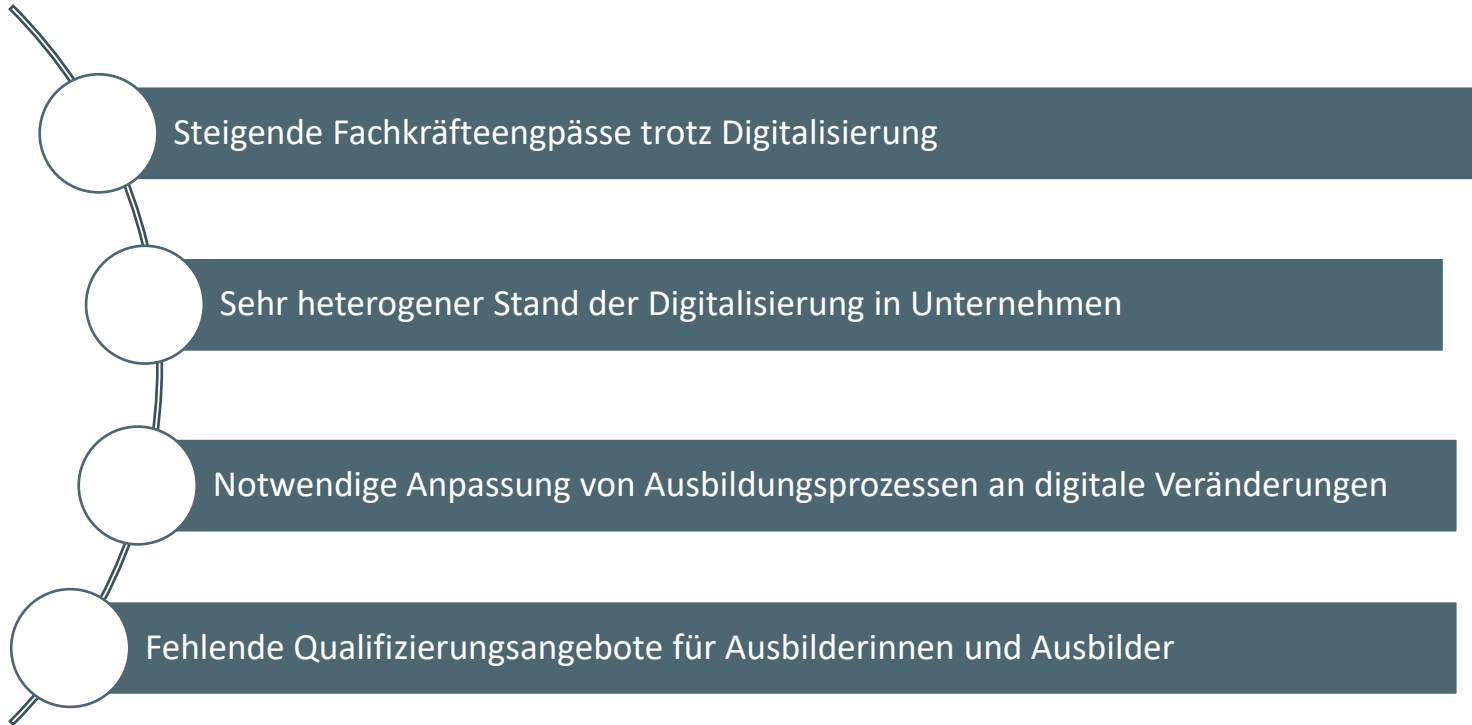 Steigende Fachkräfteengpässe trotz Digitalisierung
Sehr heterogener Stand der Digitalisierung in Unternehmen
Notwendige Anpassung von Ausbildungsprozessen an digitale Veränderungen
Fehlende Qualifizierungsangebote für Ausbilderinnen und Ausbilder